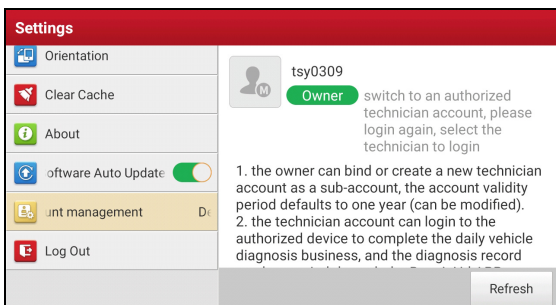 Settings
Orientation
Clear Cache
About
oftware Auto Update
unt management De
Log Out
tsy0309
M
Owner
switch to an authorized
technician account, please
login again, select the
technician to login
1. the owner can bind or create a new technician
account as a sub-account, the account validity
period defaults to one year (can be modified).
2. the technician account can login to the
authorized device to complete the daily vehicle
diagnosis business, and the diagnosis record
Refresh